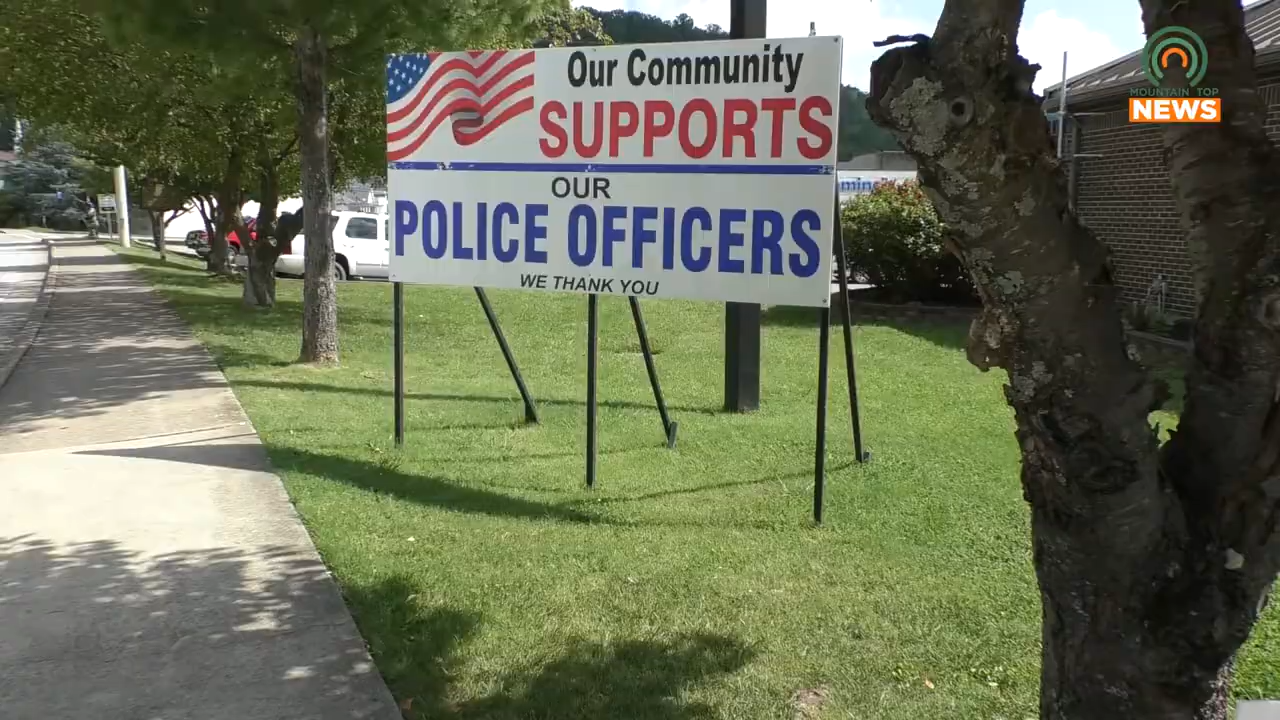 Our Community
SUPPORTS
OUR
POLICE OFFICERS
WE THANK YOU
MOUNTAIN TOP
NEWS